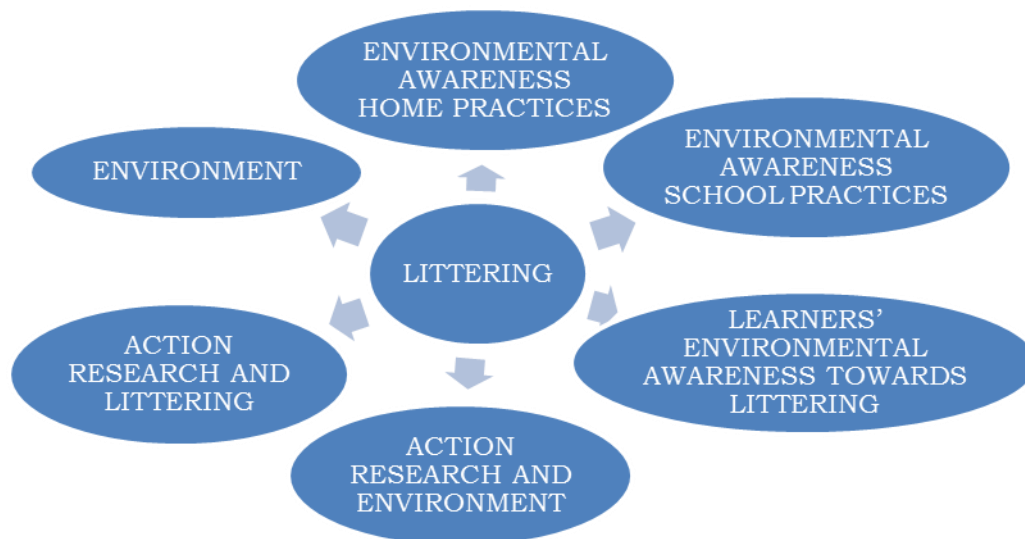 ENVIRONMENTAL
AWARENESS
HOME PRACTICES
ENVIRONMENTAL
AWARENESS
SCHOOL PRACTICES
ENVIRONMENT
LITTERING
LEARNERS’
ENVIRONMENTAL
AWARENESS TOWARDS
LITTERING
ACTION
RESEARCH AND
LITTERING
ACTION
RESEARCH AND
ENVIRONMENT